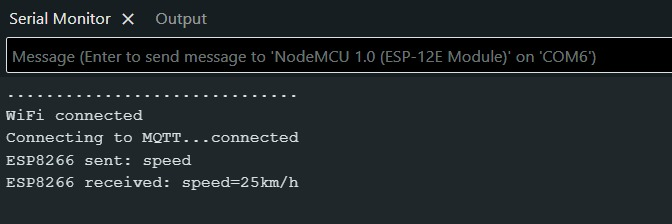 Serial Monitor Output
Message (Enter to send message to 'NodeMCU 1.0 (ESP-12E Module)' on 'COM6')
..............................
WiFi connected
Connecting to MQTT...connected
ESP8266 sent: speed
ESP8266 received: speed=25km/h